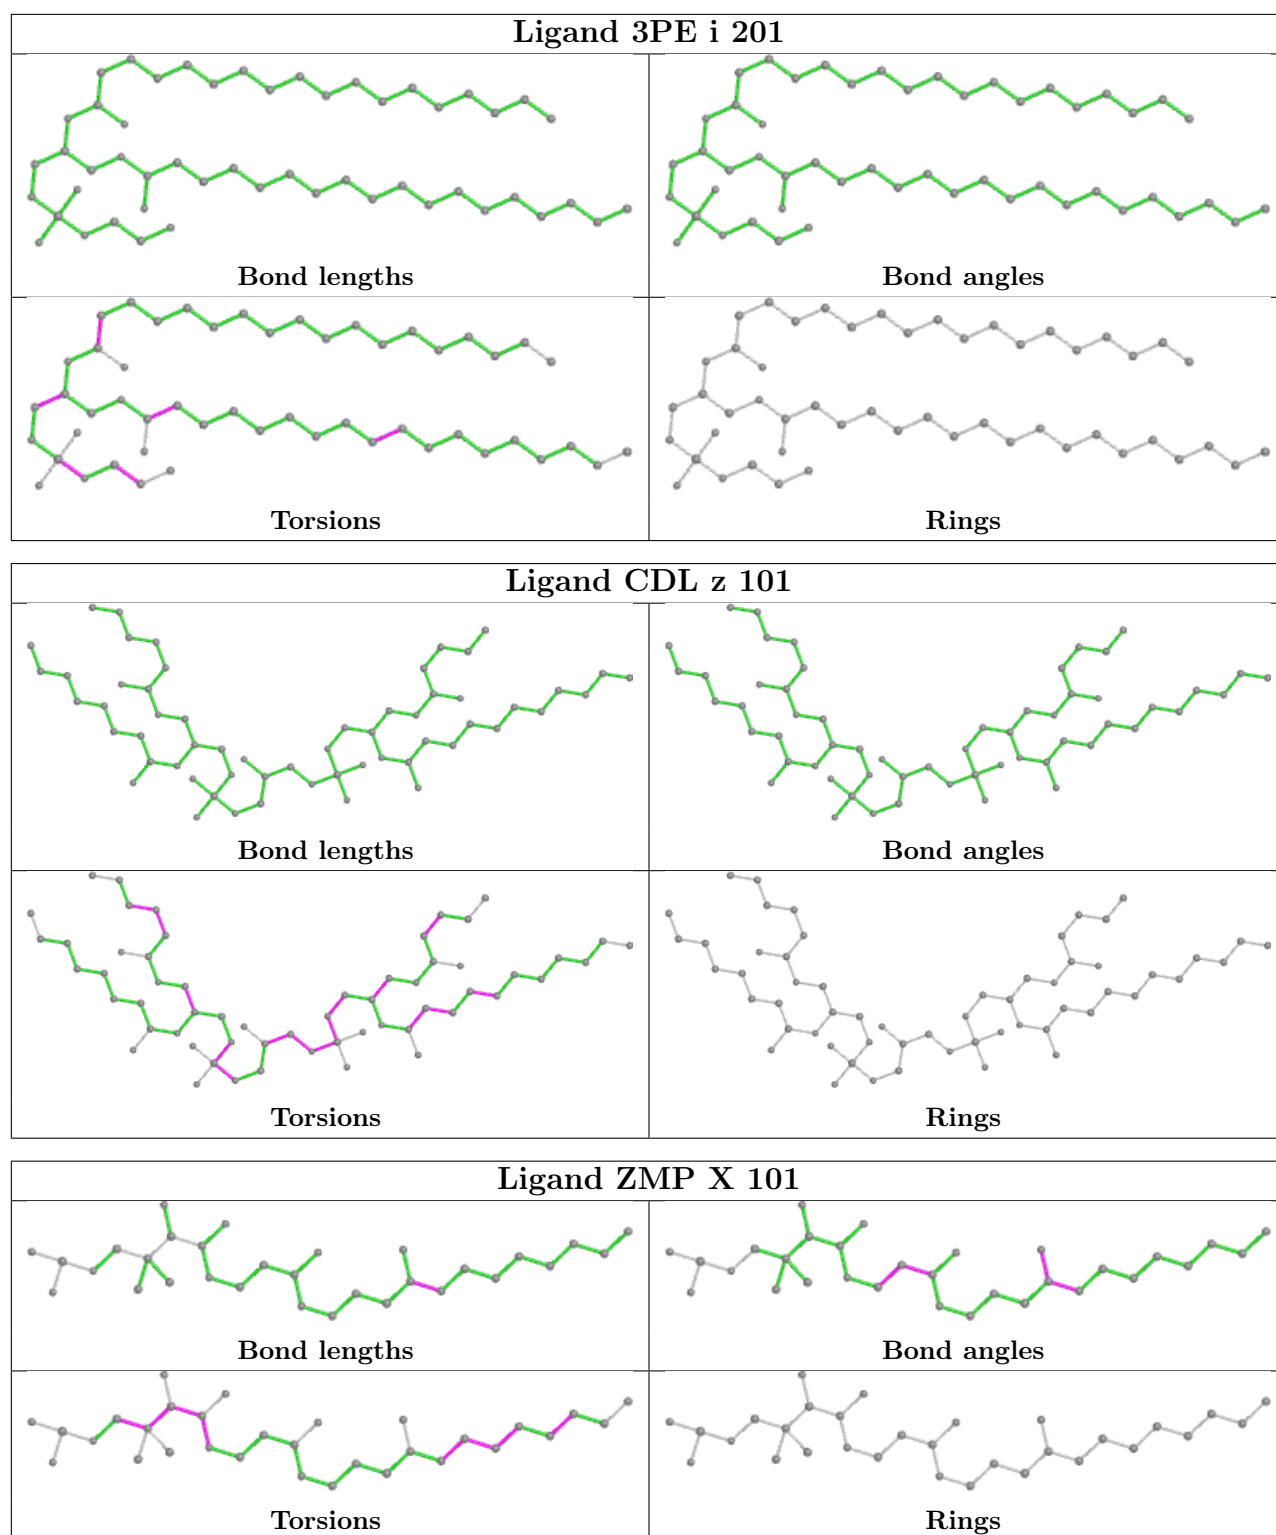 Ligand 3PE i 201
Bond lengths
Bond angles
Torsions
Rings
Ligand CDL z 101
Bond lengths
Bond angles
Torsions
Rings
Ligand ZMP X 101
Bond lengths
Bond angles
Torsions
Rings